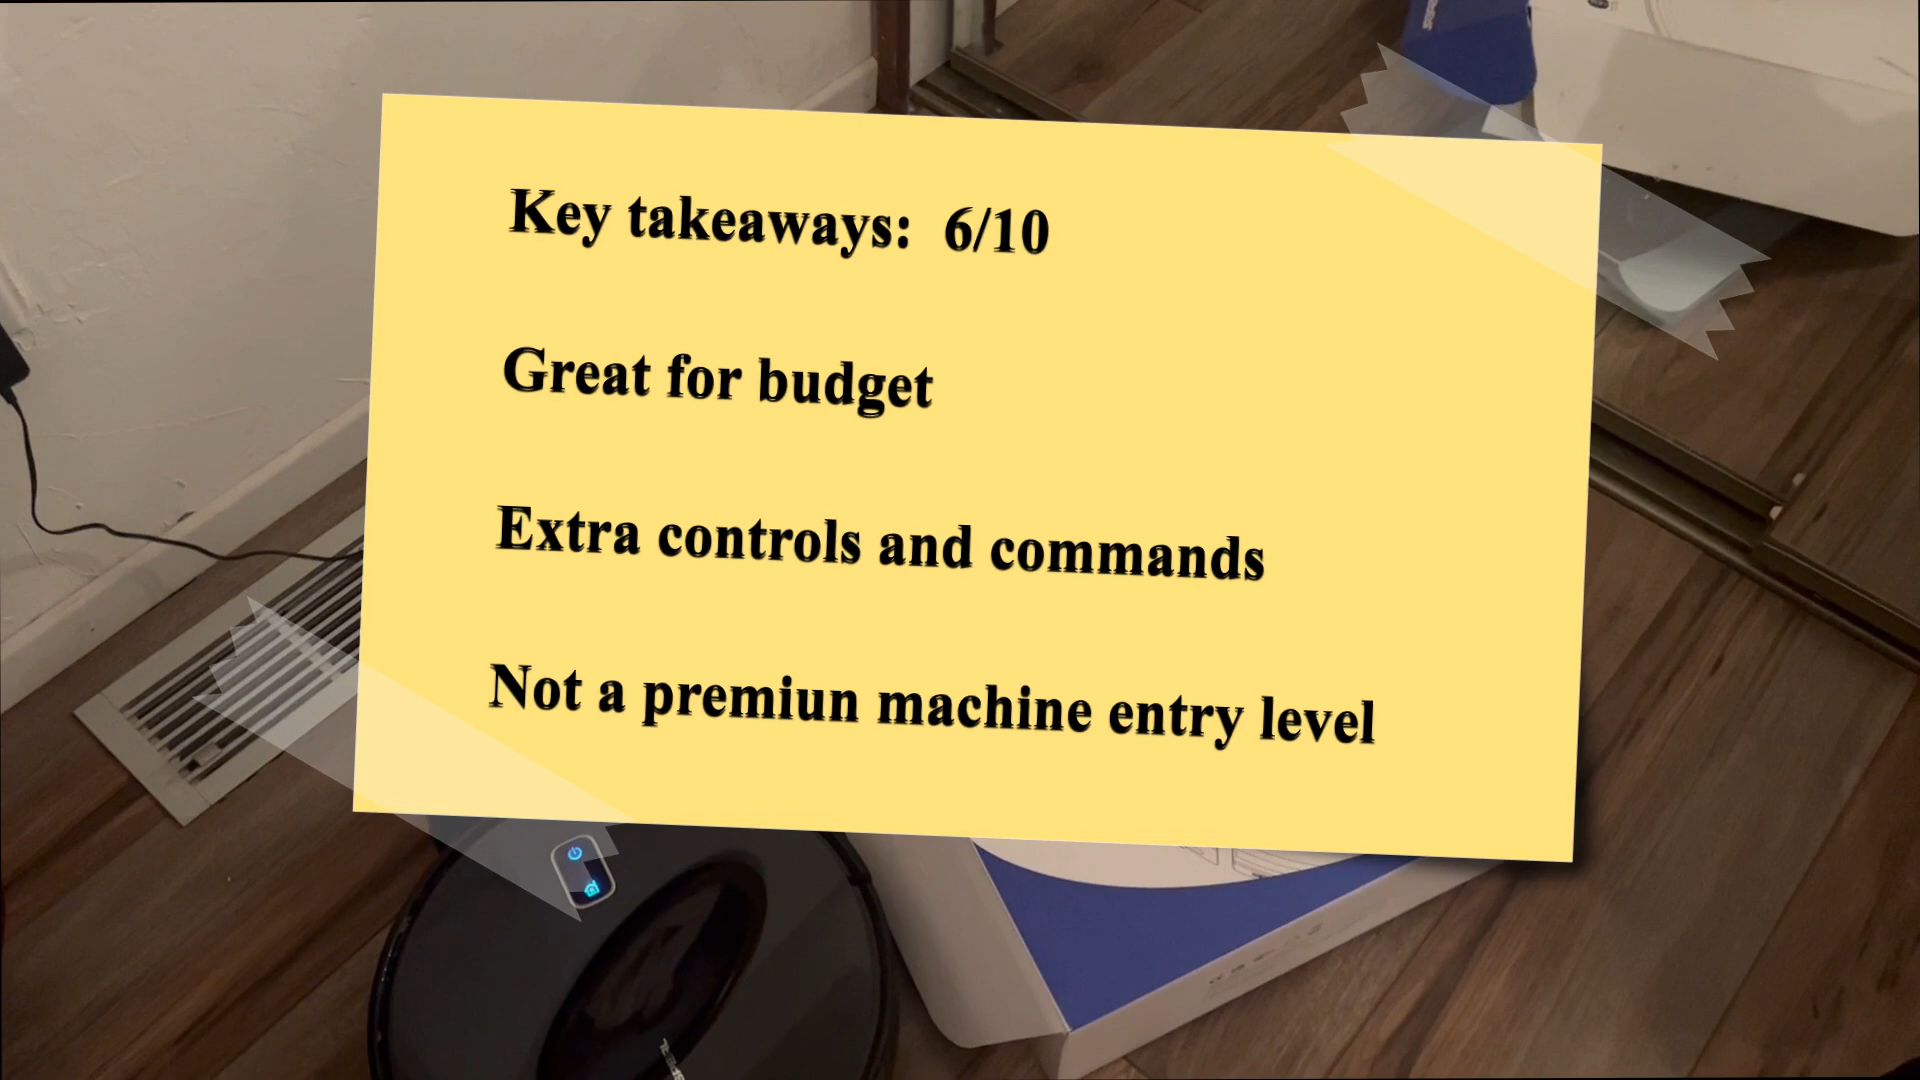 Key takeaways: 6/10
Great for budget
Extra controls and commands
Not a premiun machine entry level